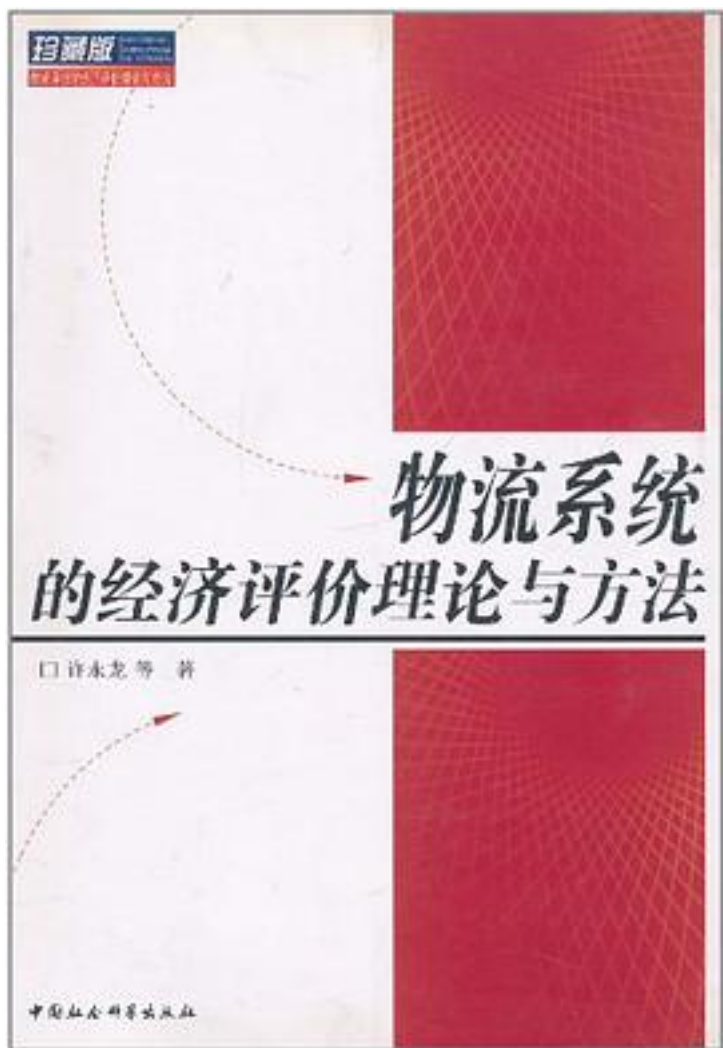 珍藏版
物流系统
的经济评价理论与方法
□ 许永龙 等 著
中国社会科学出版社